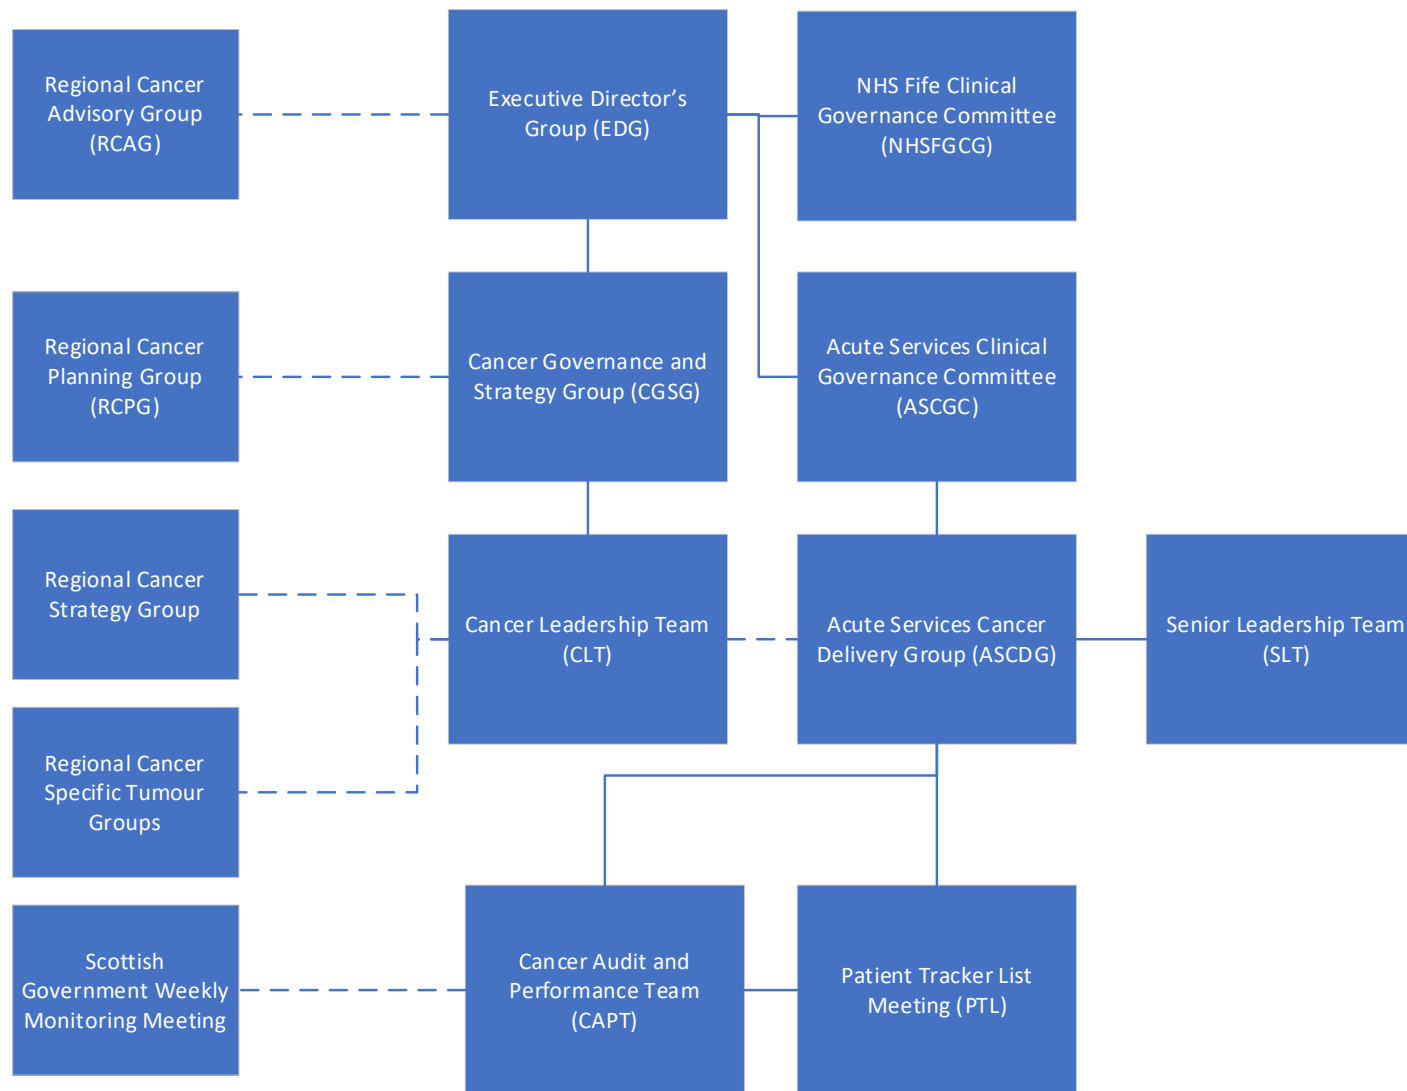 Regional Cancer
Advisory Group
(RCAG)
Executive Director’s
Group (EDG)
NHS Fife Clinical
Governance Committee
(NHSFGCG)
Regional Cancer
Planning Group
(RCPG)
Cancer Governance and
Strategy Group (CGSG)
Acute Services Clinical
Governance Committee
(ASCGC)
Regional Cancer
Strategy Group
Cancer Leadership Team
(CLT)
Acute Services Cancer
Delivery Group (ASCDG)
Senior Leadership Team
(SLT)
Regional Cancer
Specific Tumour
Groups
Scottish
Government Weekly
Monitoring Meeting
Cancer Audit and
Performance Team
(CAPT)
Patient Tracker List
Meeting (PTL)